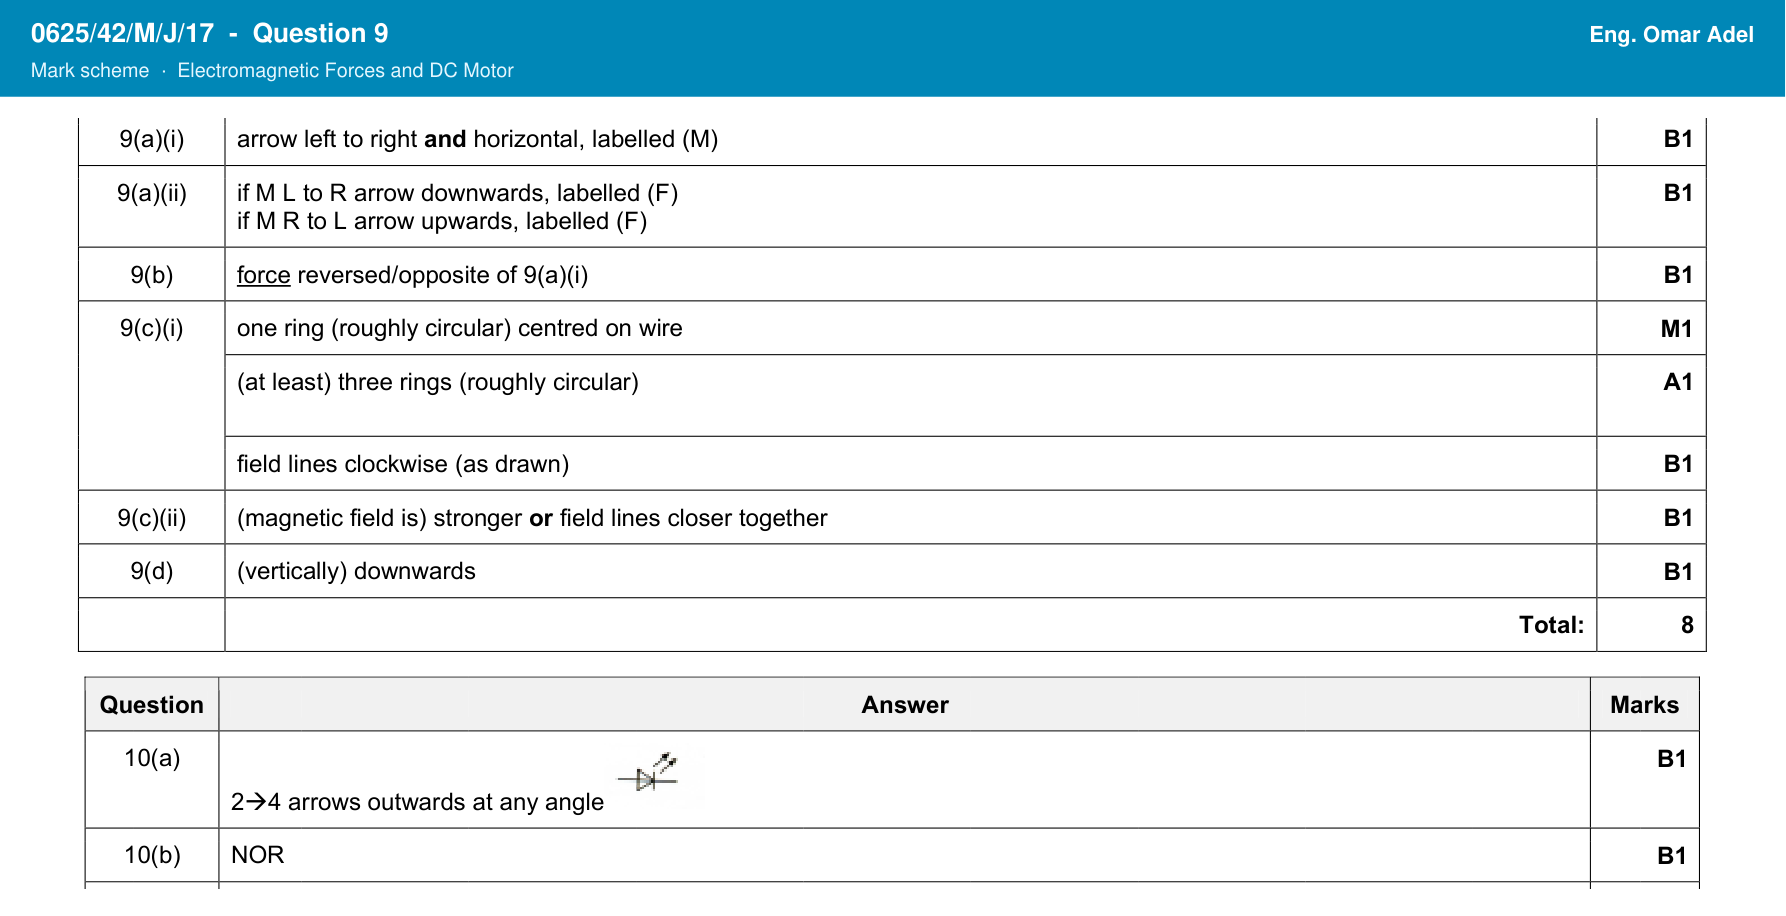 0625/42/M/J/17 - Question 9
Eng. Omar Adel
Mark scheme · Electromagnetic Forces and DC Motor
9(a)(i) arrow left to right and horizontal, labelled (M) B1
9(a)(ii) if M L to R arrow downwards, labelled (F) B1
if M R to L arrow upwards, labelled (F)
9(b) force reversed/opposite of 9(a)(i) B1
9(c)(i) one ring (roughly circular) centred on wire M1
(at least) three rings (roughly circular) A1
field lines clockwise (as drawn) B1
9(c)(ii) (magnetic field is) stronger or field lines closer together B1
9(d) (vertically) downwards B1
Total: 8
Question Answer Marks
10(a) B1
2→4 arrows outwards at any angle
10(b) NOR B1